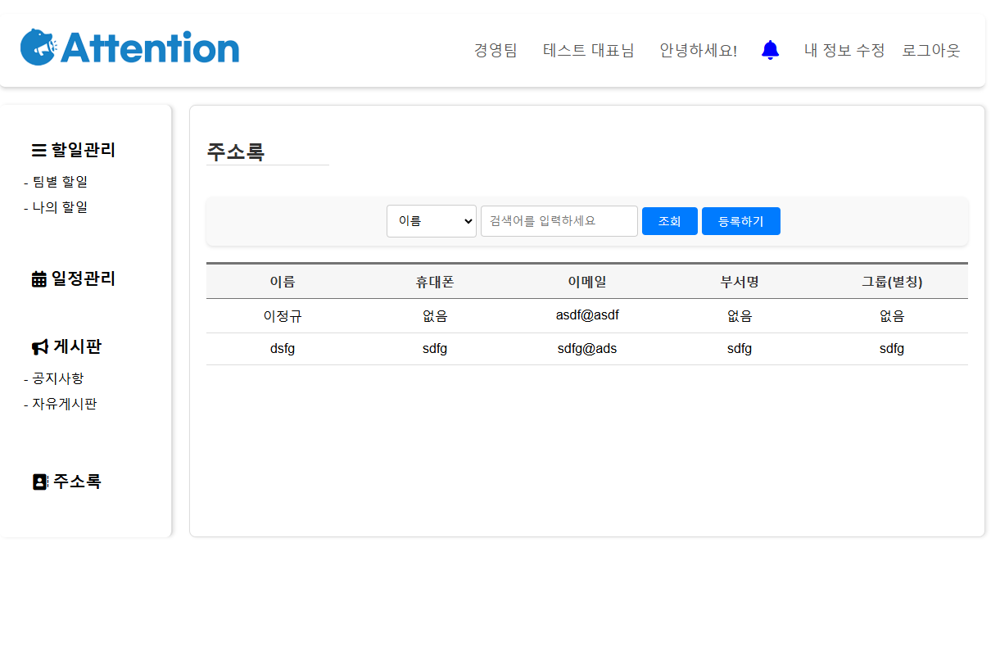 Attention
경영팀 테스트 대표님 안녕하세요! 내 정보 수정 로그아웃
할일관리
- 팀별 할일
- 나의 할일
일정관리
게시판
- 공지사항
- 자유게시판
주소록
주소록
이름 검색어를 입력하세요 조회 등록하기
이름 휴대폰 이메일 부서명 그룹(별칭)
이정규 없음 asdf@asdf 없음 없음
dsfg sdfg sdfg@ads sdfg sdfg